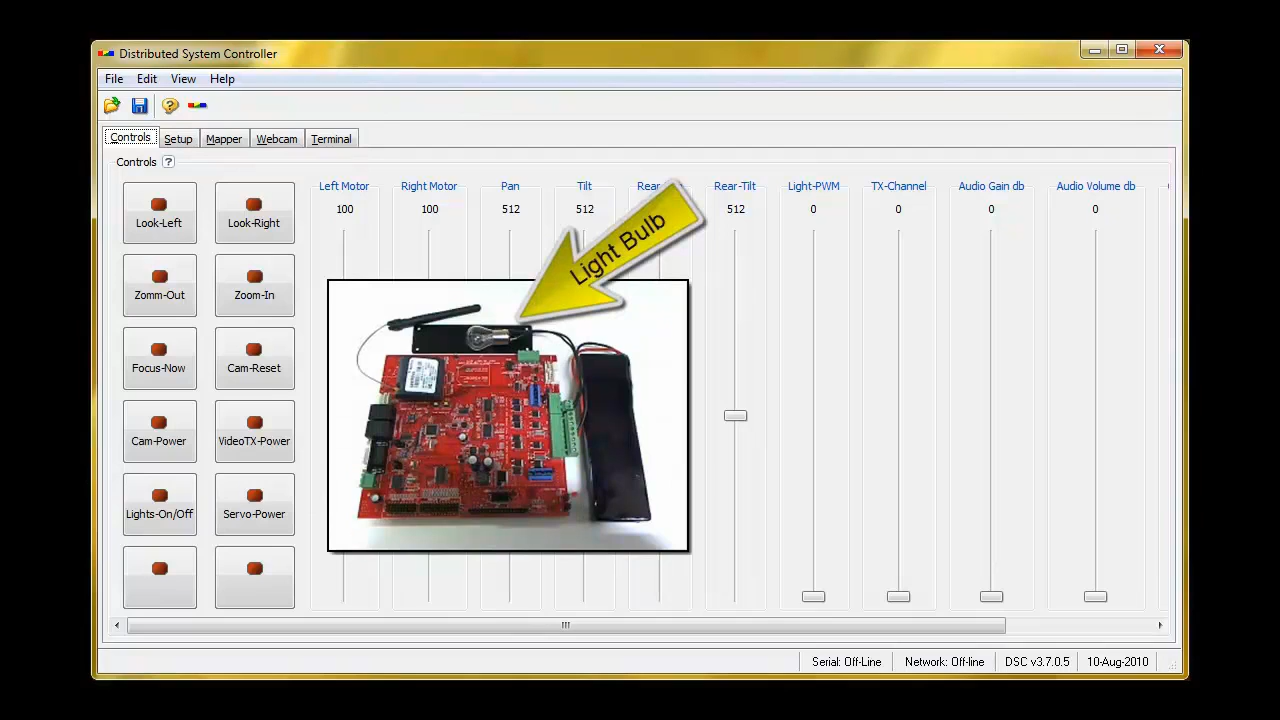 Distributed System Controller
File Edit View Help
Controls Setup Mapper Webcam Terminal
Controls ?
Left Motor Right Motor Pan Tilt Rear-Tilt Light-PWM TX-Channel Audio Gain db Audio Volume db
100 100 512 512 512 0 0 0 0
Look-Left Look-Right
Light Bulb
Zomm-Out Zoom-In
Focus-Now Cam-Reset
Cam-Power VideoTX-Power
Lights-On/Off Servo-Power
Serial: Off-Line Network: Off-line DSC v3.7.0.5 10-Aug-2010